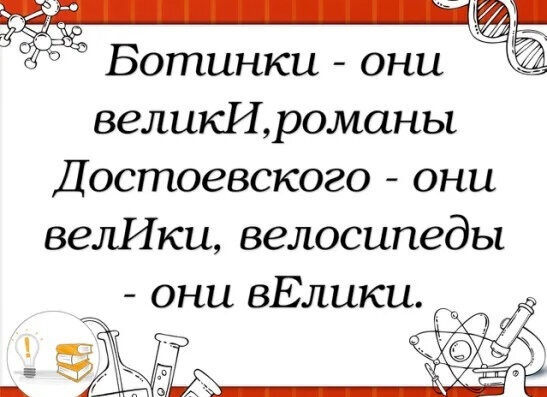 Ботинки - они
великИ,романы
Достоевского - они
велИки, велосипеды
- они вЕлики.